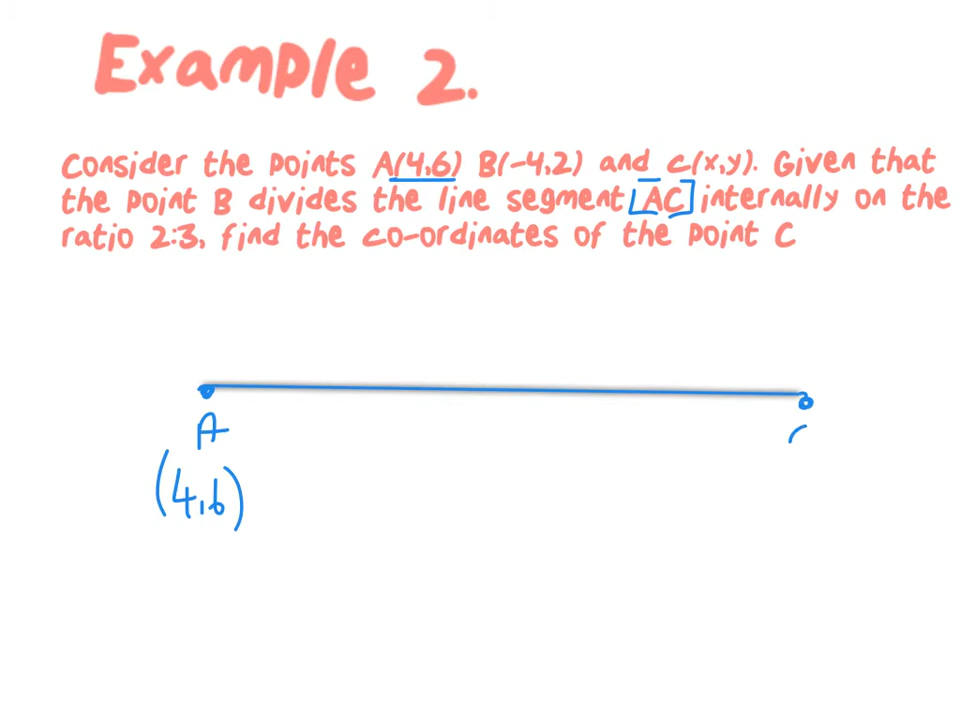 Example 2.
Consider the points A(4,6) B(-4,2) and c(x,y). Given that
the point B divides the line segment [AC] internally on the
ratio 2:3, find the co-ordinates of the point C
A
(4,6)